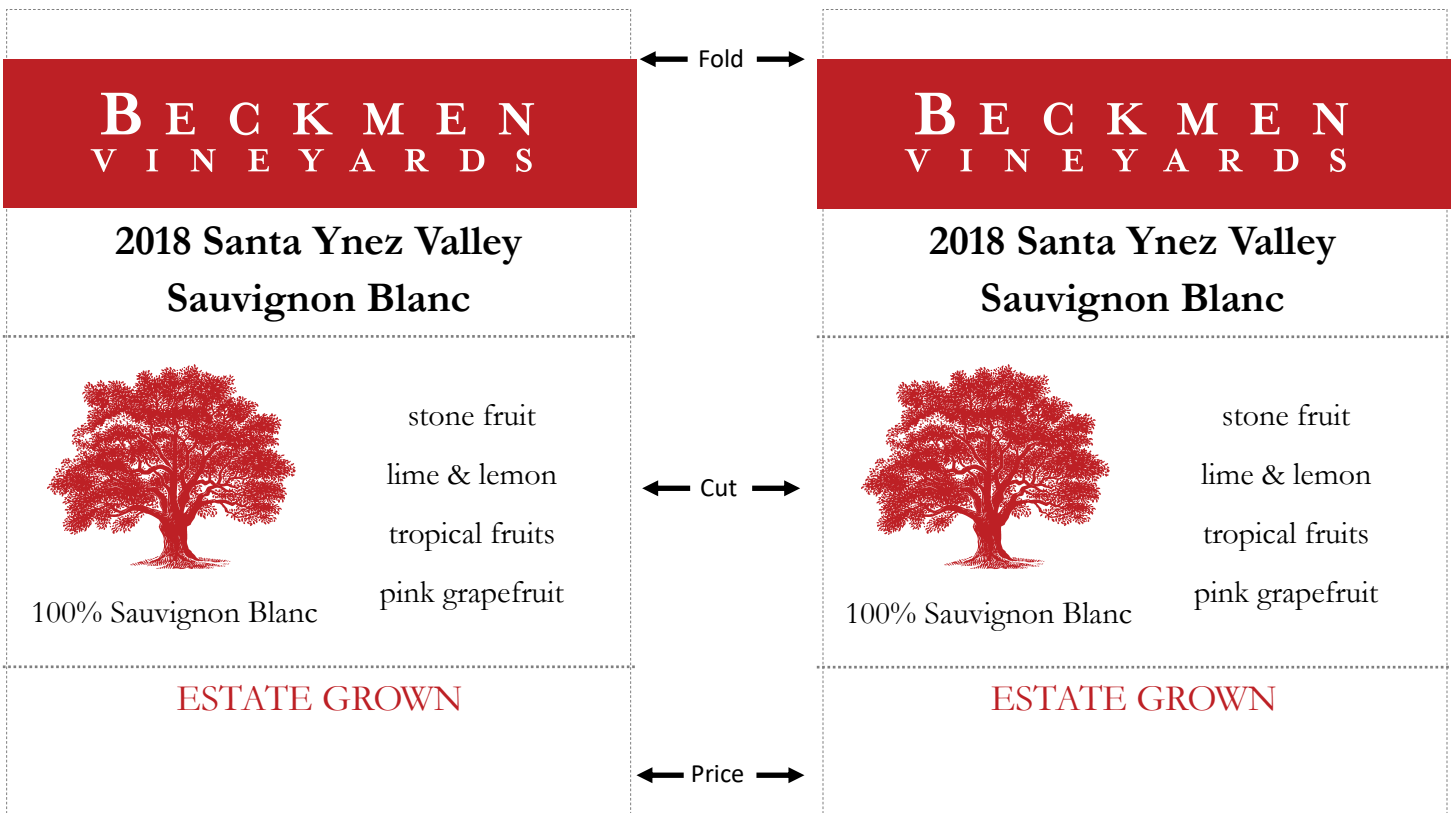 Fold
BECKMEN
VINEYARDS
2018 Santa Ynez Valley
Sauvignon Blanc
stone fruit
lime & lemon
tropical fruits
pink grapefruit
100% Sauvignon Blanc
ESTATE GROWN
Cut
Price
BECKMEN
VINEYARDS
2018 Santa Ynez Valley
Sauvignon Blanc
stone fruit
lime & lemon
tropical fruits
pink grapefruit
100% Sauvignon Blanc
ESTATE GROWN